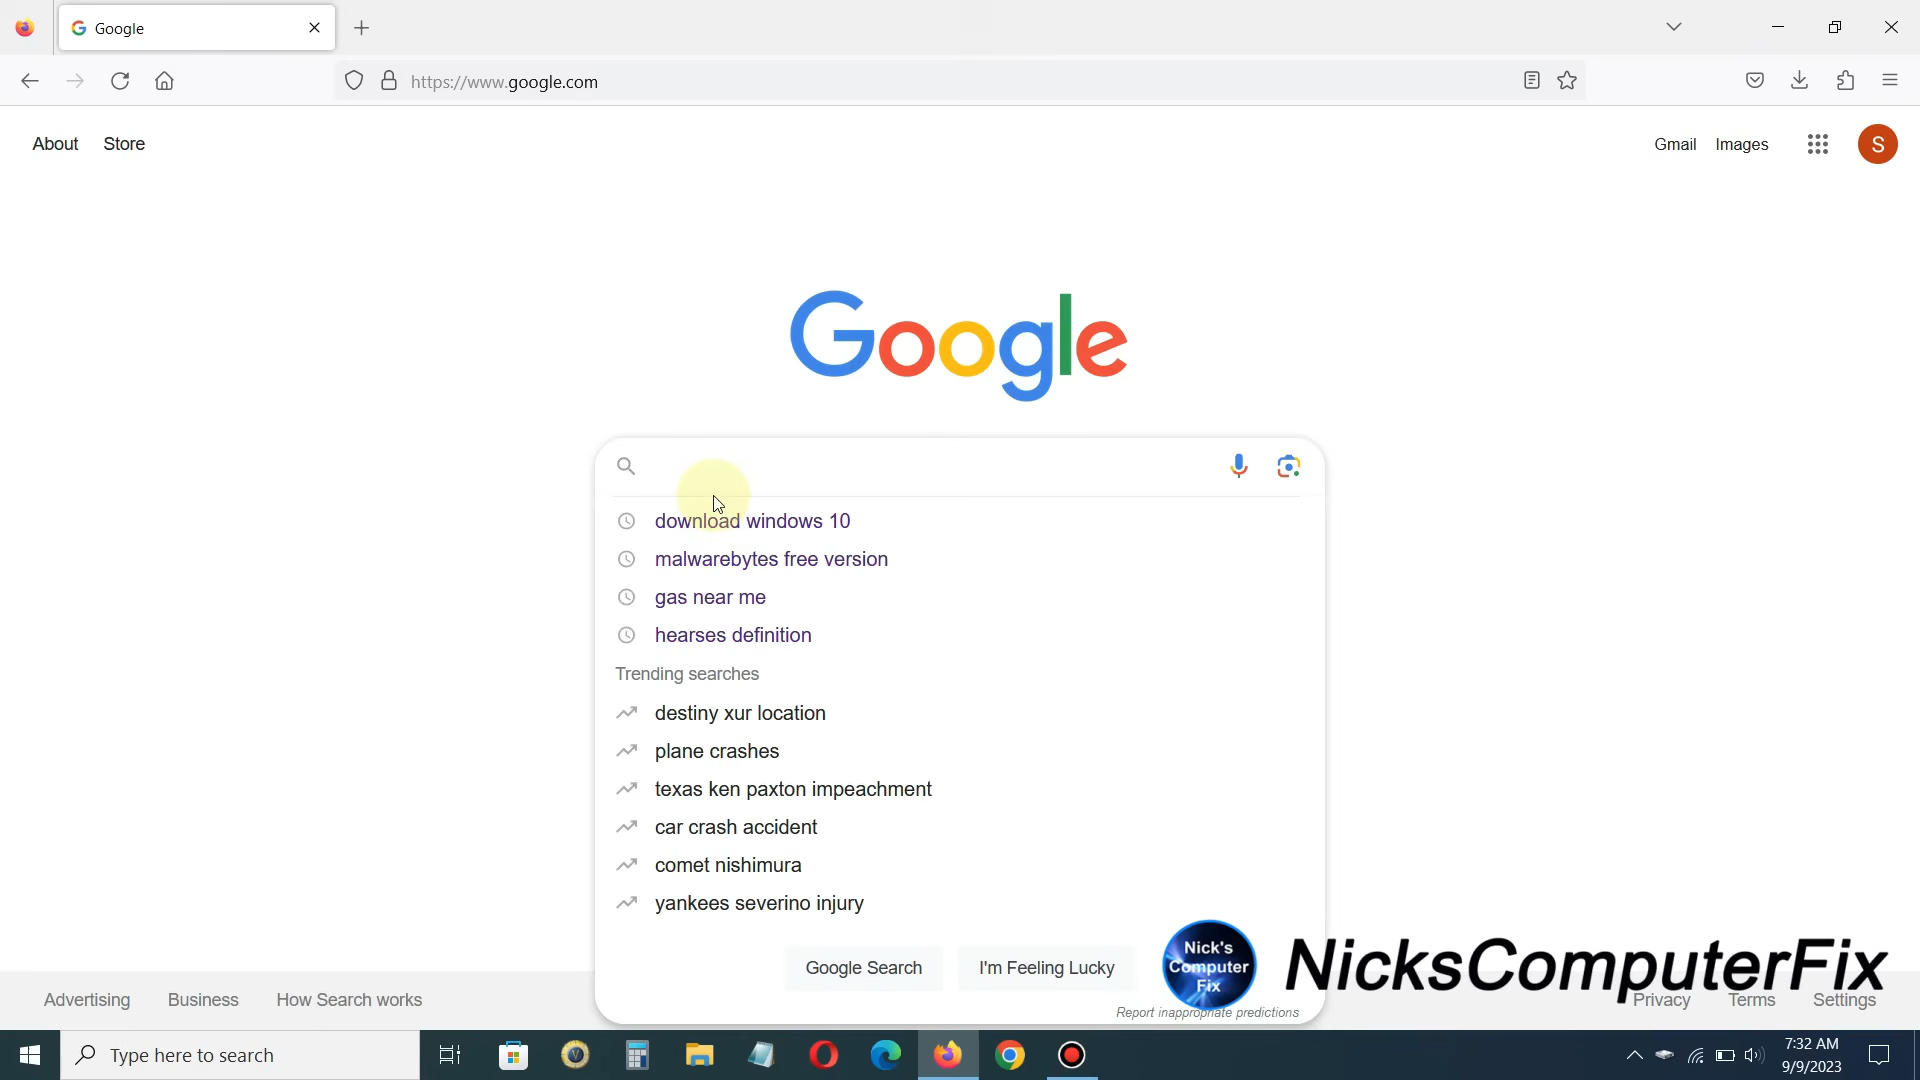 Google
https://www.google.com
About
Store
Gmail
Images
S
Google
download windows 10
malwarebytes free version
gas near me
hearses definition
Trending searches
destiny xur location
plane crashes
texas ken paxton impeachment
car crash accident
comet nishimura
yankees severino injury
Google Search
I'm Feeling Lucky
Nick's
Computer
Fix
NicksComputerFix
Report inappropriate predictions
Advertising
Business
How Search works
Privacy
Terms
Settings
Type here to search
7:32 AM
9/9/2023